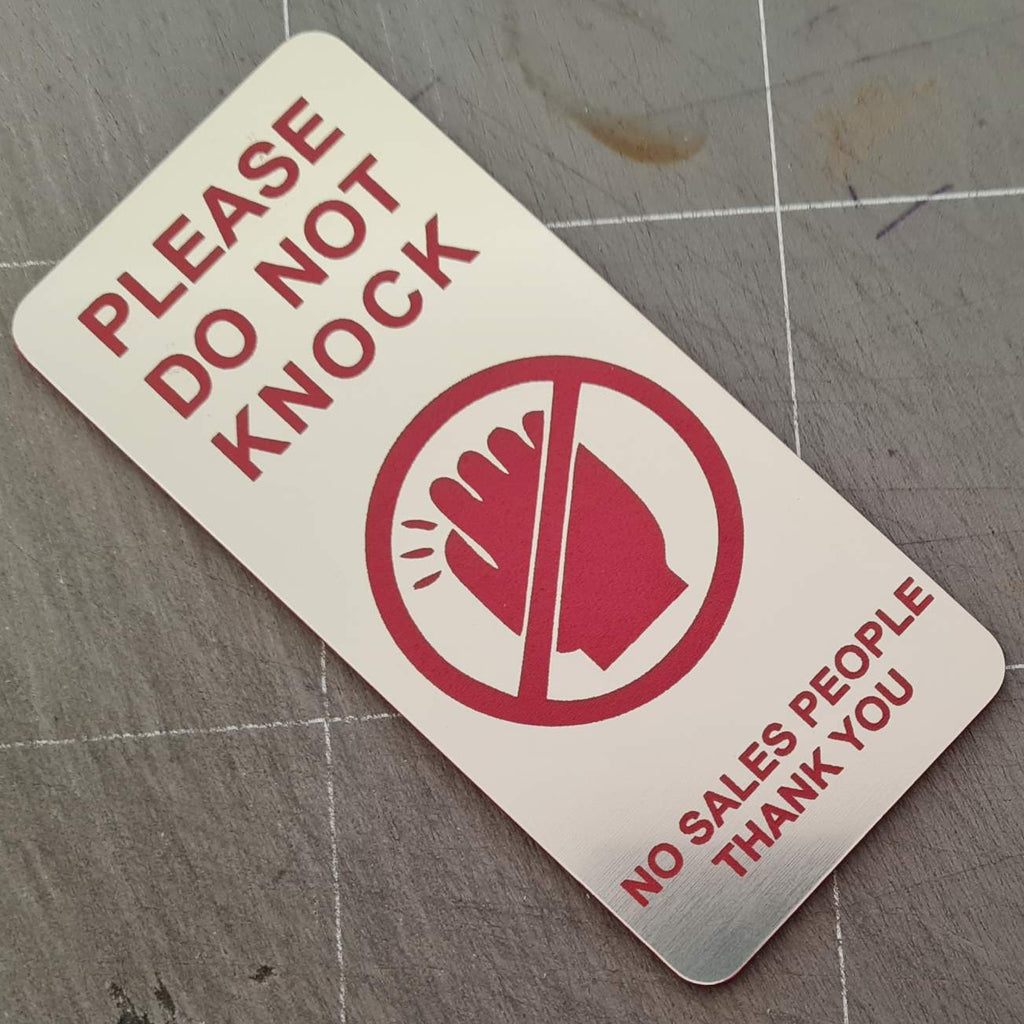 PLEASE
DO NOT
KNOCK
NO SALES PEOPLE
THANK YOU